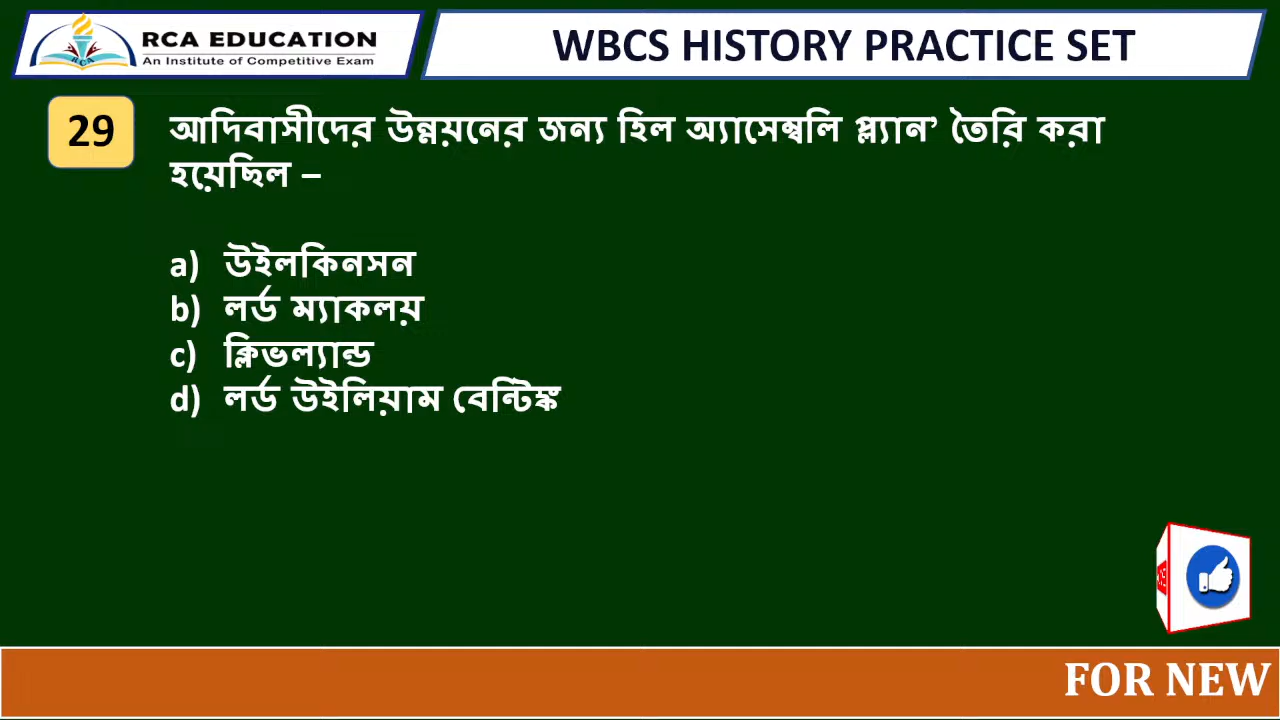 RCA EDUCATION
An Institute of Competitive Exam
RCA
WBCS HISTORY PRACTICE SET
29
আদিবাসীদের উন্নয়নের জন্য হিল অ্যাসেম্বলি প্ল্যান’ তৈরি করা
হয়েছিল –
a) উইলকিনসন
b) লর্ড ম্যাকলয়
c) ক্লিভল্যান্ড
d) লর্ড উইলিয়াম বেন্টিঙ্ক
FOR NEW